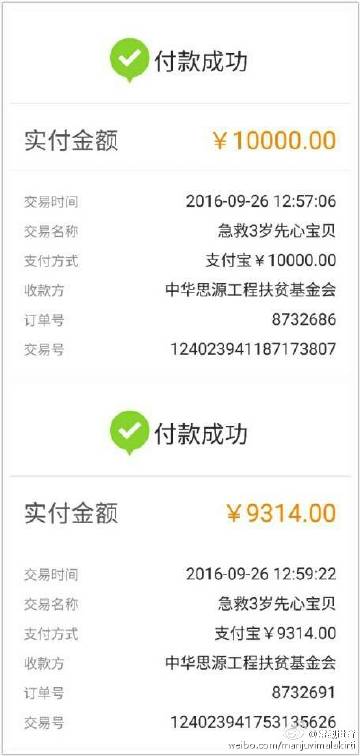 付款成功
实付金额 ￥10000.00
交易时间 2016-09-26 12:57:06
交易名称 急救3岁先心宝贝
支付方式 支付宝￥10000.00
收款方 中华思源工程扶贫基金会
订单号 8732686
交易号 124023941187173807
付款成功
实付金额 ￥9314.00
交易时间 2016-09-26 12:59:22
交易名称 急救3岁先心宝贝
支付方式 支付宝￥9314.00
收款方 中华思源工程扶贫基金会
订单号 8732691
交易号 124023941753135626
weibo.com/manjuvimalakirti